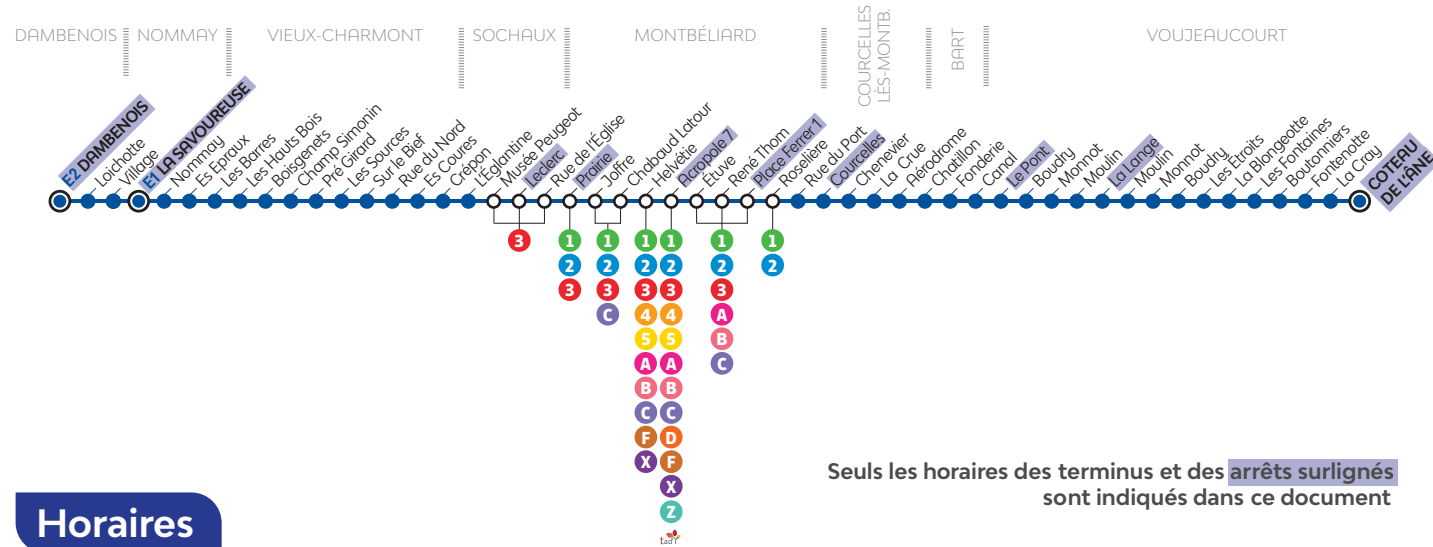 DAMBENOIS
NOMMAY
VIEUX-CHARMONT
SOCHAUX
MONTBÉLIARD
COURCELLES
LÈS-MONTB.
BART
VOUJEAUCOURT
E2 DAMBENOIS
Loichotte
Village
E1 LA SAVOUREUSE
Nommay
Es Epraux
Les Barres
Les Hauts Bois
Boisgenets
Champ Simonin
Pré Girard
Les Sources
Sur le Bief
Rue du Nord
Es Coures
Crépon
L'Églantine
Musée Peugeot
Leclerc
Rue de l'Église
Prairie
Joffre
Chabaud Latour
Helvétie
Acropole 7
Étuve
René Thom
Place Ferrer 1
Roselière
Rue du Port
Courcelles
Chenevier
La Crue
Aérodrome
Chatillon
Fonderie
Canal
Le Pont
Boudry
Monnot
Moulin
La Lange
Moulin
Monnot
Boudry
Les Étroits
La Blongeotte
Les Fontaines
Boutonniers
Fontenotte
La Cray
COTEAU
DE L'ÂNE
3
1
2
3
1
2
3
C
1
2
3
4
5
A
B
C
F
X
1
2
3
4
5
A
B
C
D
F
X
Z
tadY
1
2
3
A
B
C
1
2
Seuls les horaires des terminus et des arrêts surlignés
sont indiqués dans ce document
Horaires